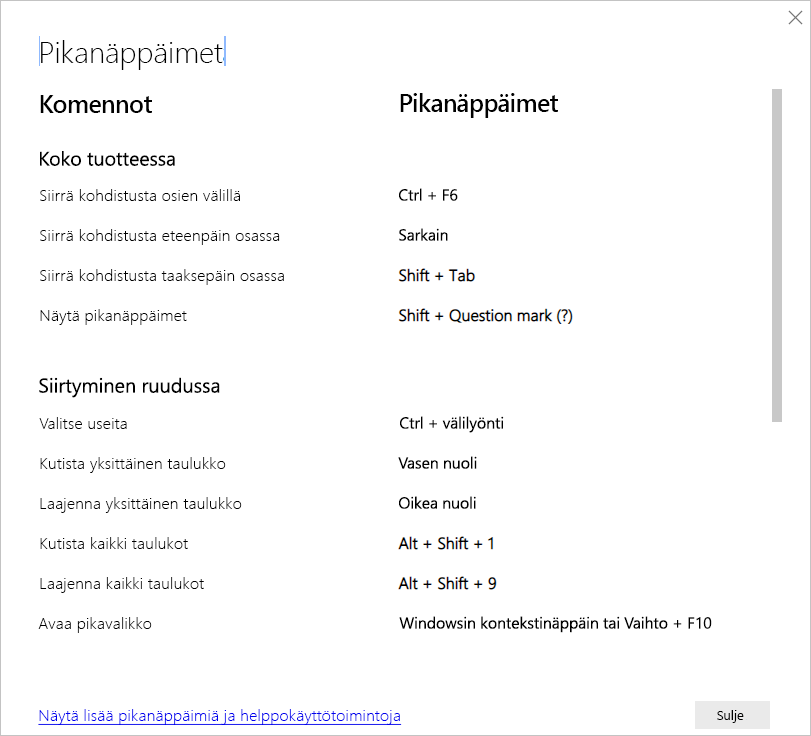 Pikanäppäimet
Komennot Pikanäppäimet
Koko tuotteessa
Siirrä kohdistusta osien välillä Ctrl + F6
Siirrä kohdistusta eteenpäin osassa Sarkain
Siirrä kohdistusta taaksepäin osassa Shift + Tab
Näytä pikanäppäimet Shift + Question mark (?)
Siirtyminen ruudussa
Valitse useita Ctrl + välilyönti
Kutista yksittäinen taulukko Vasen nuoli
Laajenna yksittäinen taulukko Oikea nuoli
Kutista kaikki taulukot Alt + Shift + 1
Laajenna kaikki taulukot Alt + Shift + 9
Avaa pikavalikko Windowsin kontekstinäppäin tai Vaihto + F10
Näytä lisää pikanäppäimiä ja helppokäyttötoimintoja Sulje